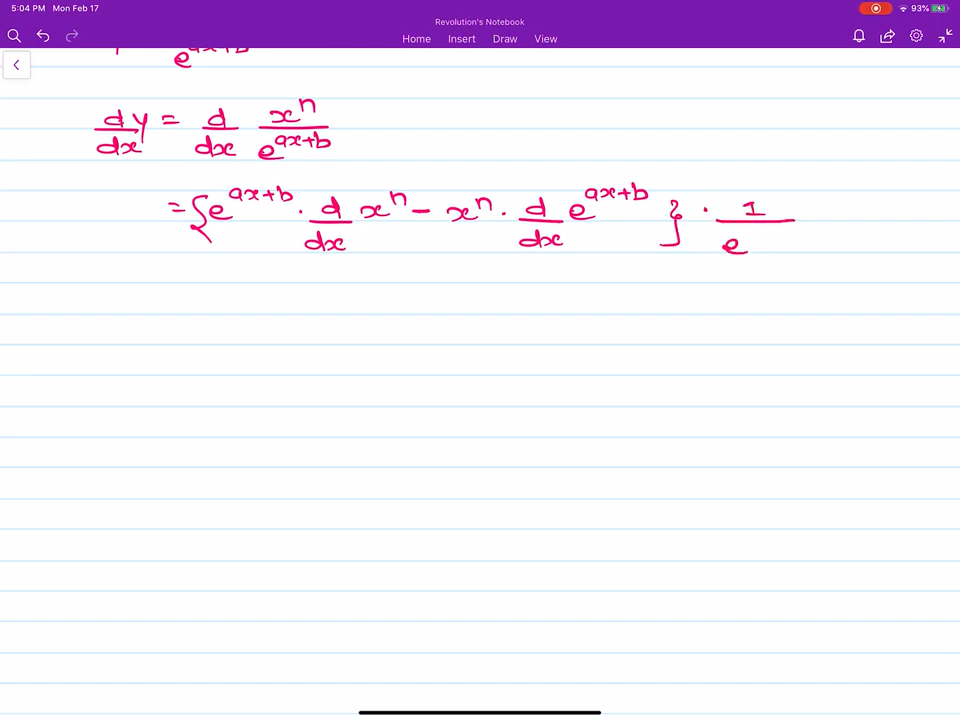 5:04 PM Mon Feb 17
93%
Revolution's Notebook
Home Insert Draw View
e^{ax+b}
dy/dx = d/dx x^n/e^{ax+b}
= {e^{ax+b} · d/dx x^n − x^n · d/dx e^{ax+b}} · 1/e